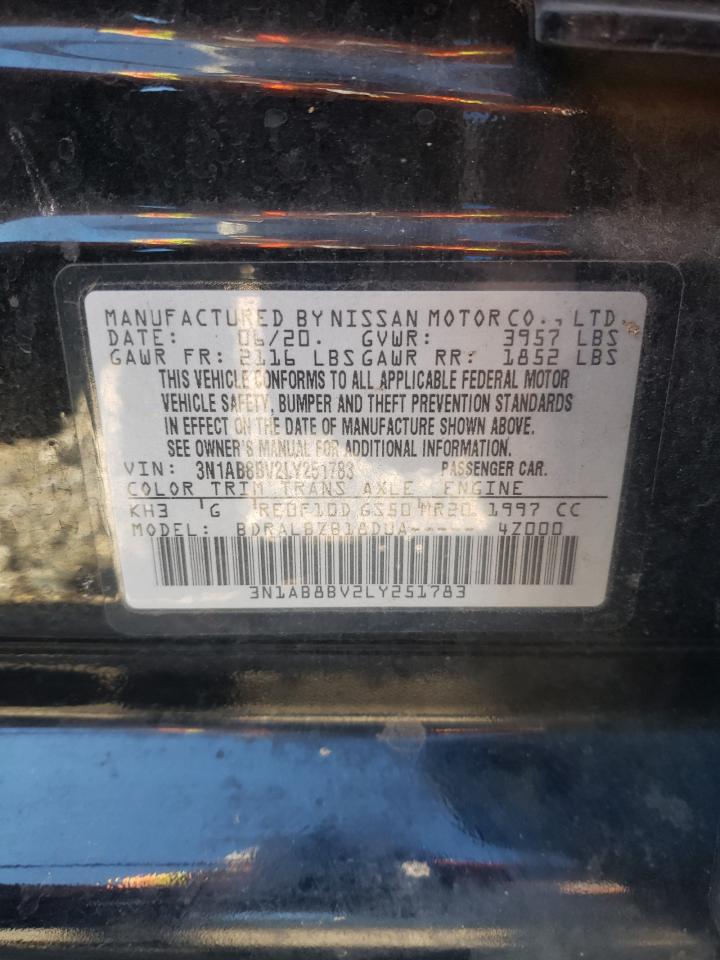 MANUFACTURED BY NISSAN MOTOR CO., LTD.
DATE: 06/20. GVWR: 3957 LBS
GAWR FR: 2116 LBS GAWR RR: 1852 LBS
THIS VEHICLE CONFORMS TO ALL APPLICABLE FEDERAL MOTOR
VEHICLE SAFETY, BUMPER AND THEFT PREVENTION STANDARDS
IN EFFECT ON THE DATE OF MANUFACTURE SHOWN ABOVE.
SEE OWNER'S MANUAL FOR ADDITIONAL INFORMATION.
VIN: 3N1AB8BV2LY251783 PASSENGER CAR.
COLOR TRIM TRANS AXLE ENGINE
KH3 G RE0F10D GS50 MR20 1997 CC
MODEL: BDRALBZB18DUA----- 4Z000
3N1AB8BV2LY251783